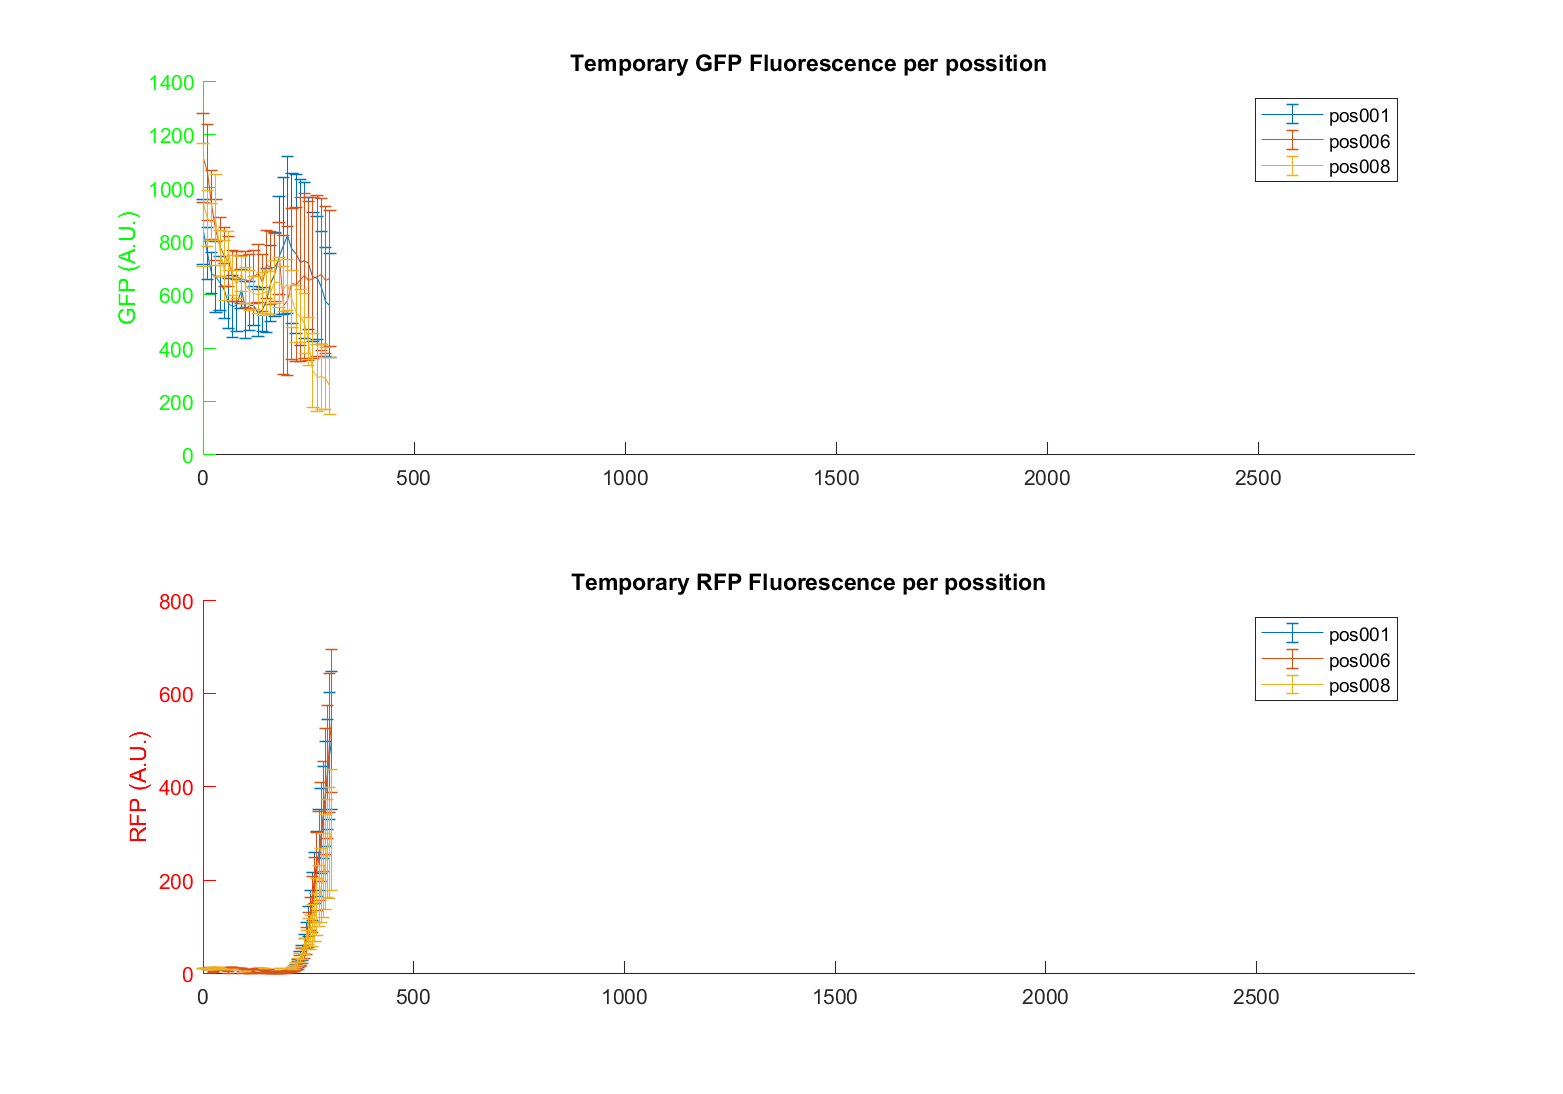 Temporary GFP Fluorescence per possition
1400
1200
1000
800
600
400
200
0
GFP (A.U.)
pos001
pos006
pos008
0 500 1000 1500 2000 2500
Temporary RFP Fluorescence per possition
800
600
400
200
0
RFP (A.U.)
pos001
pos006
pos008
0 500 1000 1500 2000 2500